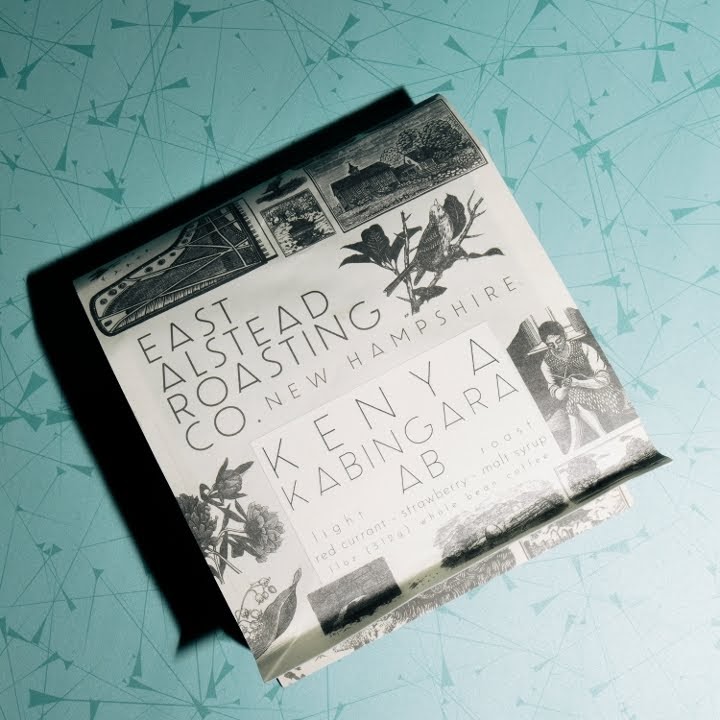 EAST
ALSTEAD
ROASTING
CO. NEW HAMPSHIRE
KENYA
KABINGARA
AB
light roast
red currant - strawberry - malt syrup
11oz (312g) whole bean coffee